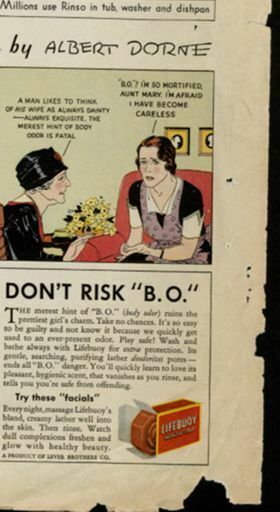 Millions use Rinso in tub, washer and dishpan
by ALBERT DORNE
A MAN LIKES TO THINK
OF HIS WIFE AS ALWAYS DAINTY
—ALWAYS EXQUISITE. THE
MEREST HINT OF BODY
ODOR IS FATAL
"B.O."? I'M SO MORTIFIED,
AUNT MARY. I'M AFRAID
I HAVE BECOME
CARELESS
DON'T RISK "B.O."
THE merest hint of "B.O." (body odor) ruins the
prettiest girl's charm. Take no chances. It's so easy
to be guilty and not know it because we quickly get
used to an ever-present odor. Play safe! Wash and
bathe always with Lifebuoy for extra protection. Its
gentle, searching, purifying lather deodorizes pores—
ends all "B.O." danger. You'll quickly learn to love its
pleasant, hygienic scent, that vanishes as you rinse, and
tells you you're safe from offending.
Try these "facials"
Every night, massage Lifebuoy's
bland, creamy lather well into
the skin. Then rinse. Watch
dull complexions freshen and
glow with healthy beauty.
A PRODUCT OF LEVER BROTHERS CO.
LIFEBUOY